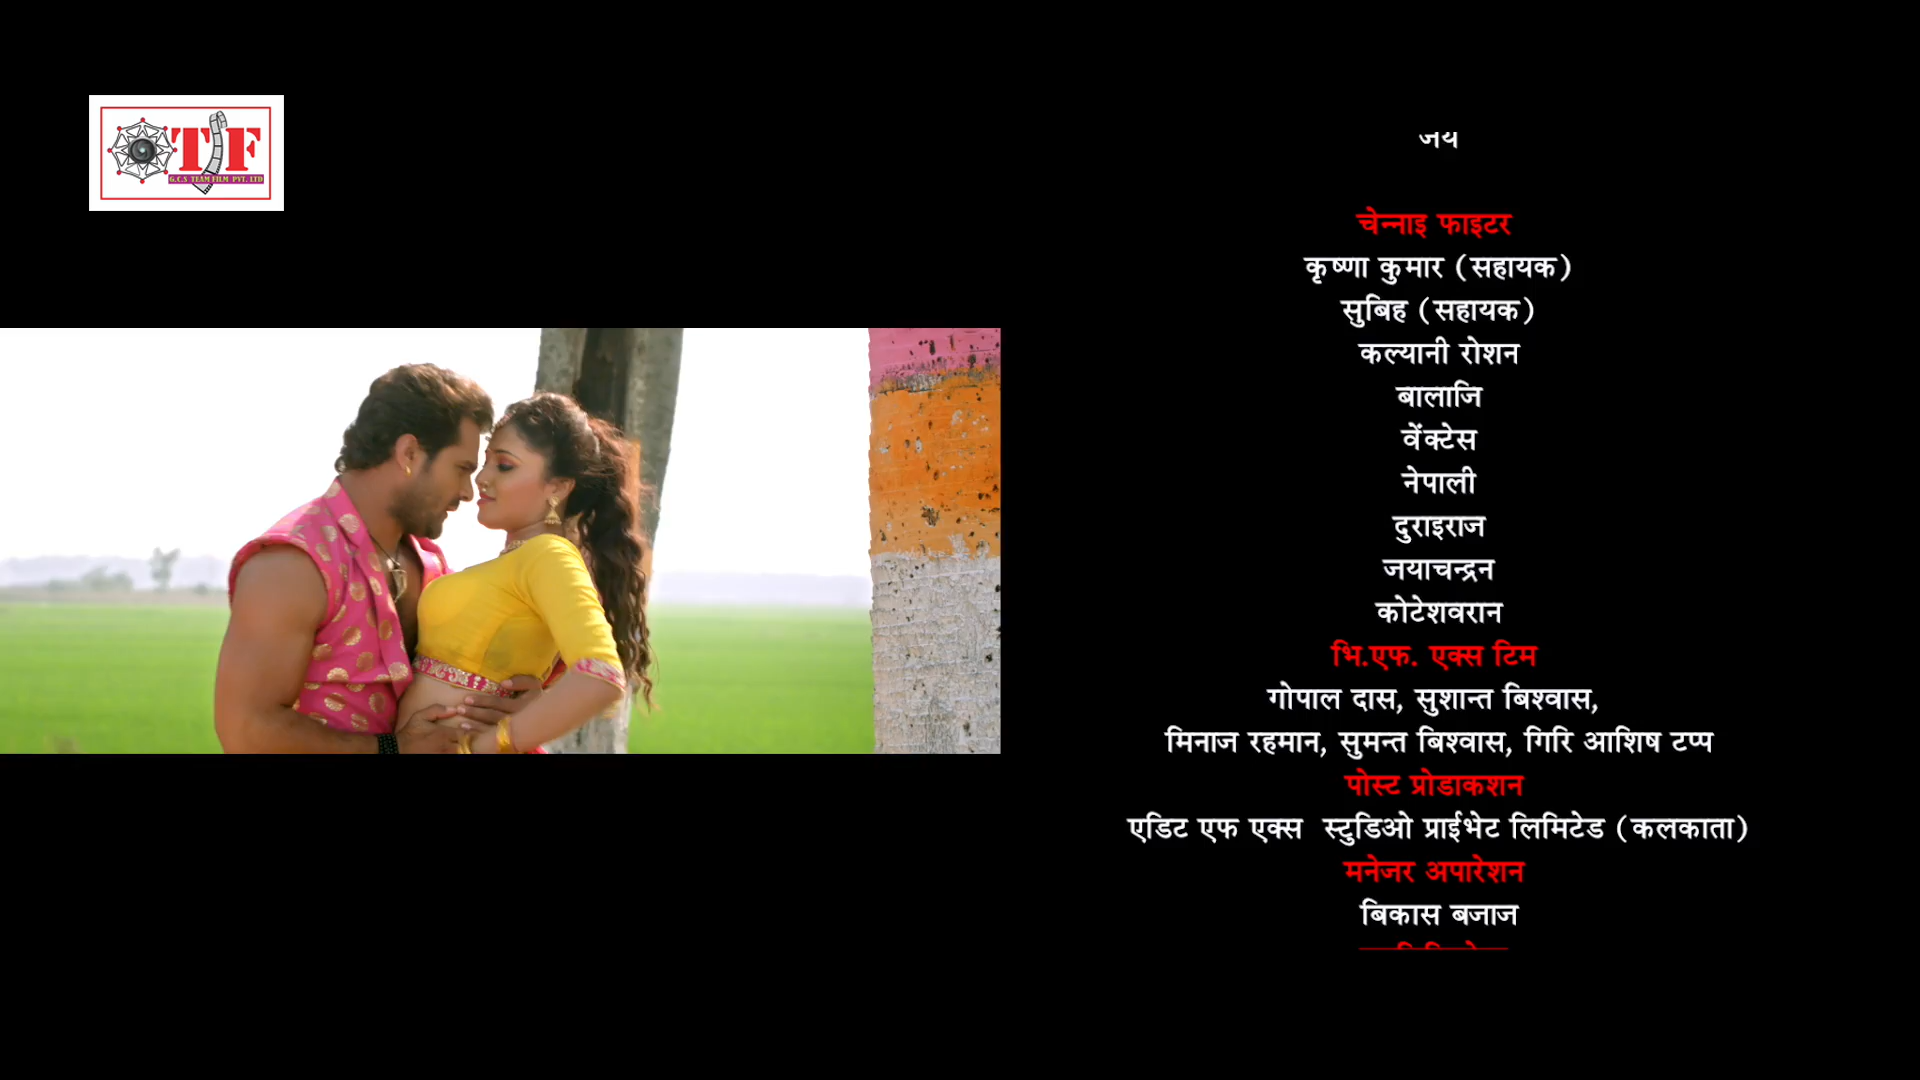 TF
G.C.S TEAM FILM PVT. LTD
जय
चेन्नाइ फाइटर
कृष्णा कुमार (सहायक)
सुबिह (सहायक)
कल्यानी रोशन
बालाजि
वेंक्टेस
नेपाली
दुराइराज
जयाचन्द्रन
कोटेशवरान
भि.एफ. एक्स टिम
गोपाल दास, सुशान्त बिश्वास,
मिनाज रहमान, सुमन्त बिश्वास, गिरि आशिष टप्प
पोस्ट प्रोडाकशन
एडिट एफ एक्स स्टुडिओ प्राईभेट लिमिटेड (कलकाता)
मनेजर अपारेशन
बिकास बजाज